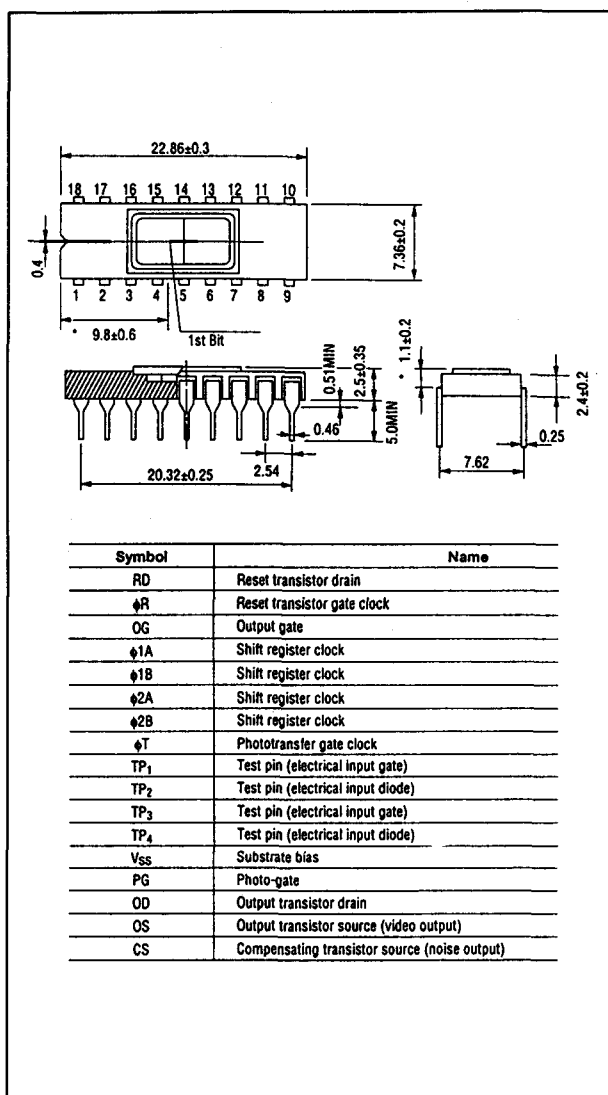 22.86±0.3
18 17 16 15 14 13 12 11 10
0.4
7.36±0.2
1 2 3 4 5 6 7 8 9
* 9.8±0.6
1st Bit
0.51MIN
2.5±0.35
* 1.1±0.2
2.4±0.2
0.46
5.0MIN
0.25
2.54
20.32±0.25
7.62
Symbol Name
RD Reset transistor drain
ϕR Reset transistor gate clock
OG Output gate
ϕ1A Shift register clock
ϕ1B Shift register clock
ϕ2A Shift register clock
ϕ2B Shift register clock
ϕT Phototransfer gate clock
TP₁ Test pin (electrical input gate)
TP₂ Test pin (electrical input diode)
TP₃ Test pin (electrical input gate)
TP₄ Test pin (electrical input diode)
VSS Substrate bias
PG Photo-gate
OD Output transistor drain
OS Output transistor source (video output)
CS Compensating transistor source (noise output)